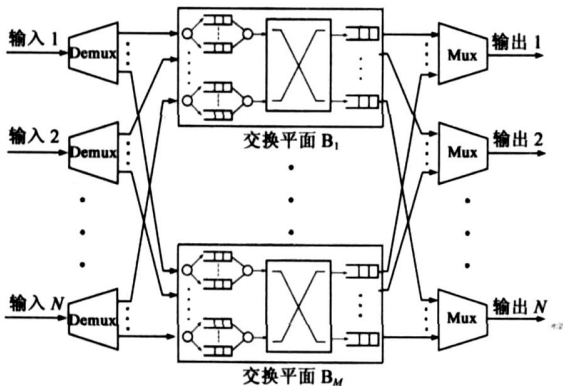 输入 1
Demux
Mux
输出 1
交换平面 B₁
输入 2
Demux
Mux
输出 2
输入 N
Demux
Mux
输出 N
交换平面 B_M